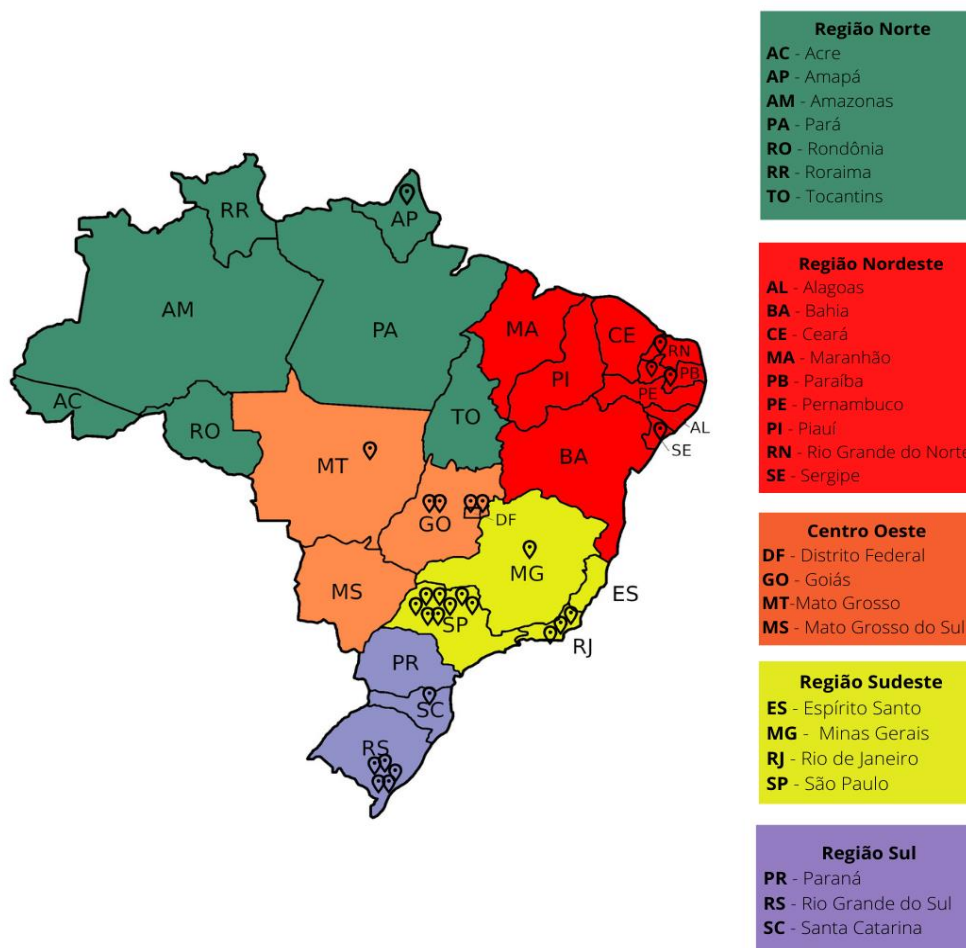 RR
AP
AM
PA
MA
CE
RN
PB
PI
PE
AC
TO
AL
RO
SE
BA
MT
GO
DF
MG
MS
ES
SP
RJ
PR
SC
RS
Região Norte
AC - Acre
AP - Amapá
AM - Amazonas
PA - Pará
RO - Rondônia
RR - Roraima
TO - Tocantins
Região Nordeste
AL - Alagoas
BA - Bahia
CE - Ceará
MA - Maranhão
PB - Paraíba
PE - Pernambuco
PI - Piauí
RN - Rio Grande do Norte
SE - Sergipe
Centro Oeste
DF - Distrito Federal
GO - Goiás
MT-Mato Grosso
MS - Mato Grosso do Sul
Região Sudeste
ES - Espírito Santo
MG - Minas Gerais
RJ - Rio de Janeiro
SP - São Paulo
Região Sul
PR - Paraná
RS - Rio Grande do Sul
SC - Santa Catarina